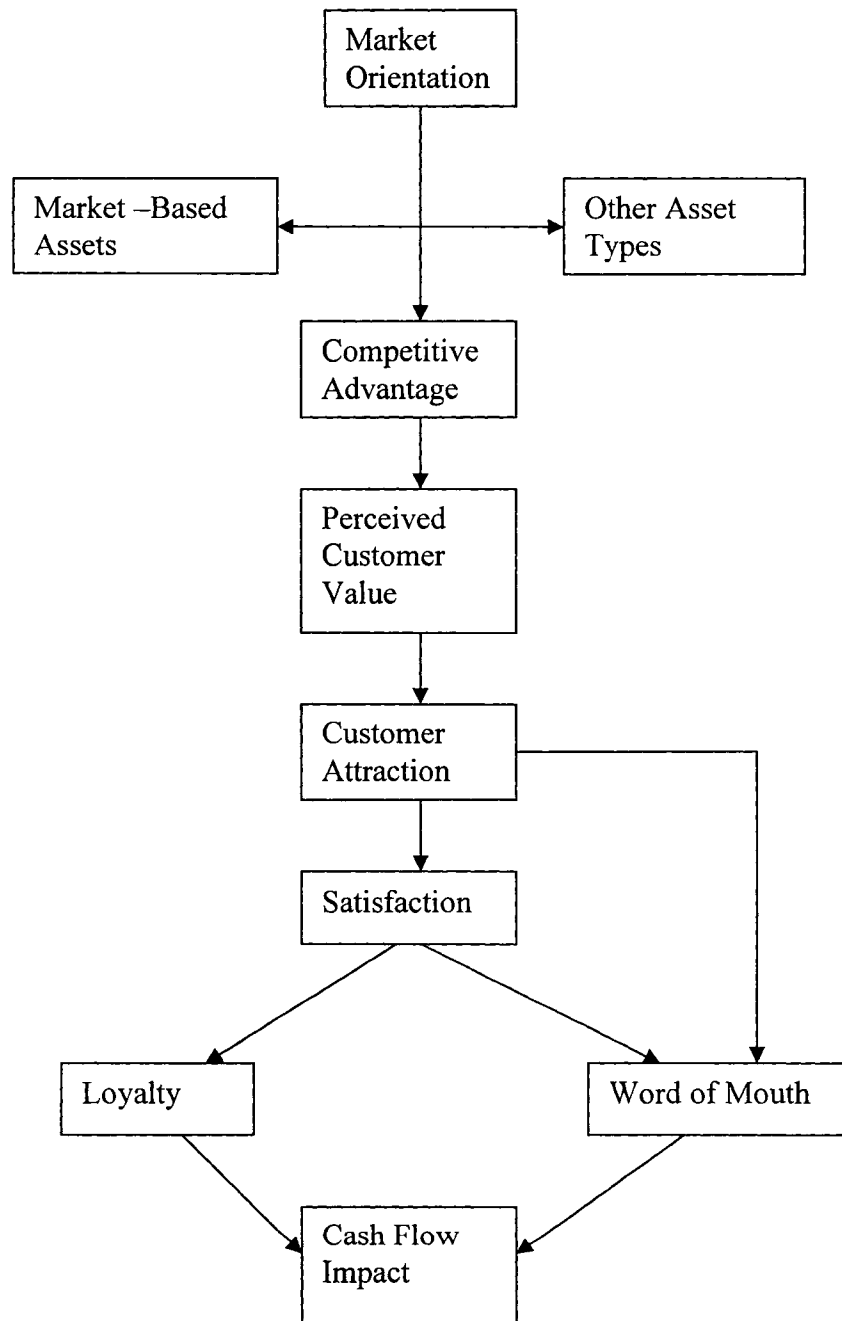 Market
Orientation
Market –Based
Assets
Other Asset
Types
Competitive
Advantage
Perceived
Customer
Value
Customer
Attraction
Satisfaction
Loyalty
Word of Mouth
Cash Flow
Impact